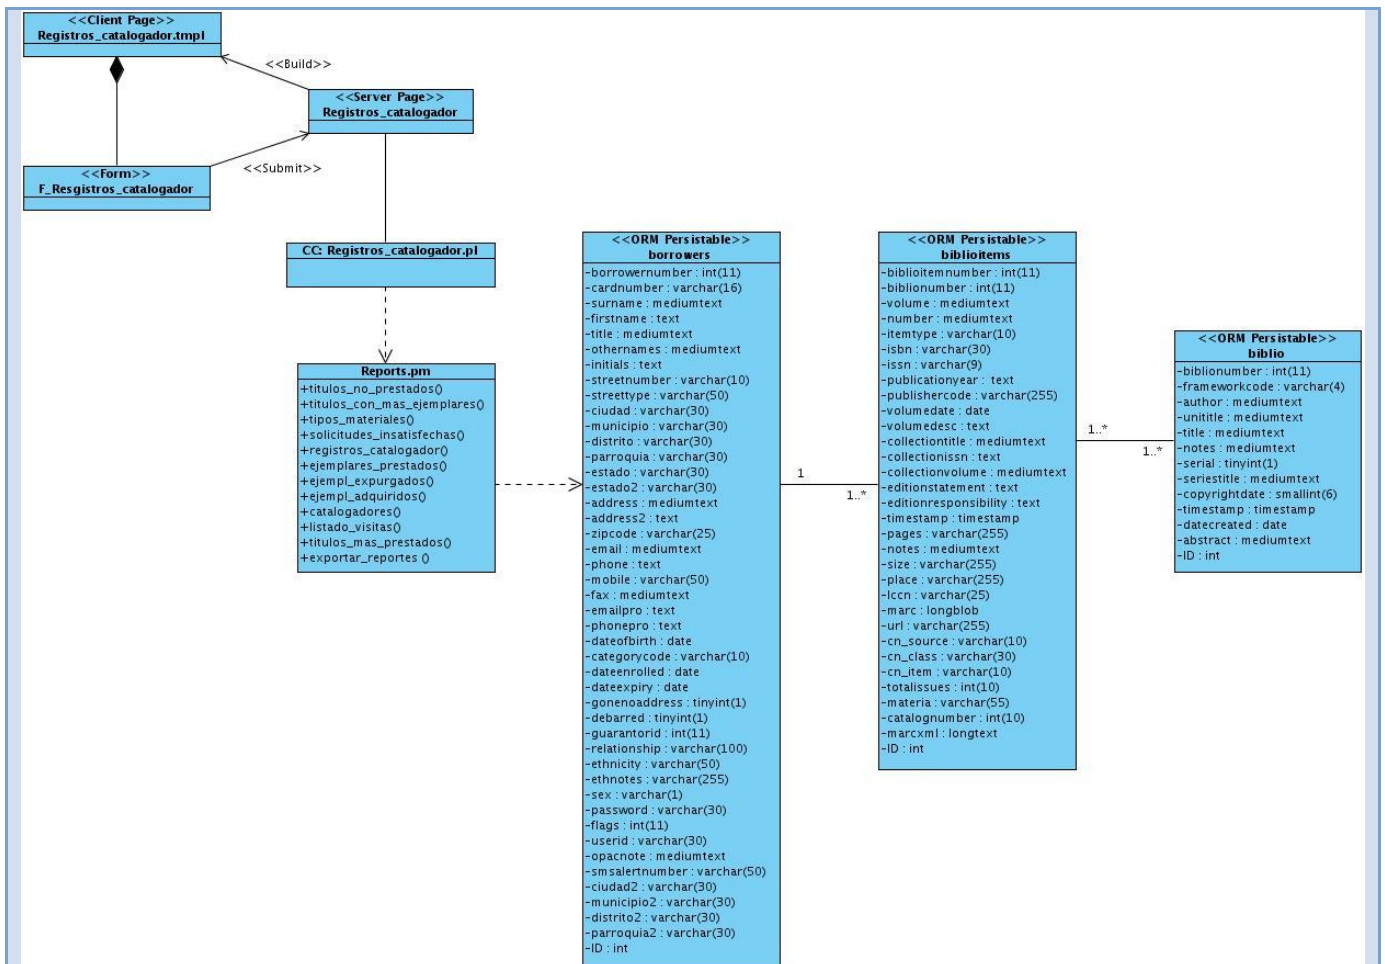 <<Client Page>>
Registros_catalogador.tmpl
<<Build>>
<<Server Page>>
Registros_catalogador
<<Submit>>
<<Form>>
F_Resgistros_catalogador
CC: Registros_catalogador.pl
Reports.pm
+titulos_no_prestados()
+titulos_con_mas_ejemplares()
+tipos_materiales()
+solicitudes_insatisfechas()
+registros_catalogador()
+ejemplares_prestados()
+ejempl_expurgados()
+ejempl_adquiridos()
+catalogadores()
+listado_visitas()
+titulos_mas_prestados()
+exportar_reportes ()
<<ORM Persistable>>
borrowers
-borrowernumber : int(11)
-cardnumber : varchar(16)
-surname : mediumtext
-firstname : text
-title : mediumtext
-othernames : mediumtext
-initials : text
-streetnumber : varchar(10)
-streettype : varchar(50)
-ciudad : varchar(30)
-municipio : varchar(30)
-distrito : varchar(30)
-parroquia : varchar(30)
-estado : varchar(30)
-estado2 : varchar(30)
-address : mediumtext
-address2 : text
-zipcode : varchar(25)
-email : mediumtext
-phone : text
-mobile : varchar(50)
-fax : mediumtext
-emailpro : text
-phonepro : text
-dateofbirth : date
-categorycode : varchar(10)
-dateenrolled : date
-dateexpiry : date
-gonenoaddress : tinyint(1)
-debarred : tinyint(1)
-guarantorid : int(11)
-relationship : varchar(100)
-ethnicity : varchar(50)
-ethnotes : varchar(255)
-sex : varchar(1)
-password : varchar(30)
-flags : int(11)
-userid : varchar(30)
-opacnote : mediumtext
-smsalertnumber : varchar(50)
-ciudad2 : varchar(30)
-municipio2 : varchar(30)
-distrito2 : varchar(30)
-parroquia2 : varchar(30)
-ID : int
1
1..*
<<ORM Persistable>>
biblioitems
-biblioitemnumber : int(11)
-biblionumber : int(11)
-volume : mediumtext
-number : mediumtext
-itemtype : varchar(10)
-isbn : varchar(30)
-issn : varchar(9)
-publicationyear : text
-publishercode : varchar(255)
-volumedate : date
-volumedesc : text
-collectiontitle : mediumtext
-collectionissn : text
-collectionvolume : mediumtext
-editionstatement : text
-editionresponsibility : text
-timestamp : timestamp
-pages : varchar(255)
-notes : mediumtext
-size : varchar(255)
-place : varchar(255)
-lccn : varchar(25)
-marc : longblob
-url : varchar(255)
-cn_source : varchar(10)
-cn_class : varchar(30)
-cn_item : varchar(10)
-totalissues : int(10)
-materia : varchar(55)
-catalognumber : int(10)
-marcxml : longtext
-ID : int
1..*
1..*
<<ORM Persistable>>
biblio
-biblionumber : int(11)
-frameworkcode : varchar(4)
-author : mediumtext
-unititle : mediumtext
-title : mediumtext
-notes : mediumtext
-serial : tinyint(1)
-seriestitle : mediumtext
-copyrightdate : smallint(6)
-timestamp : timestamp
-datecreated : date
-abstract : mediumtext
-ID : int